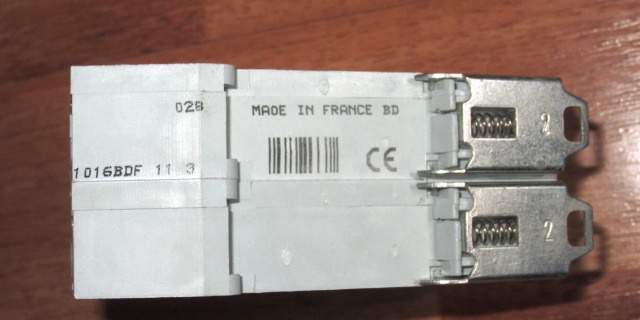 028
MADE IN FRANCE BD
1016BDF 11 3
CE
2
2